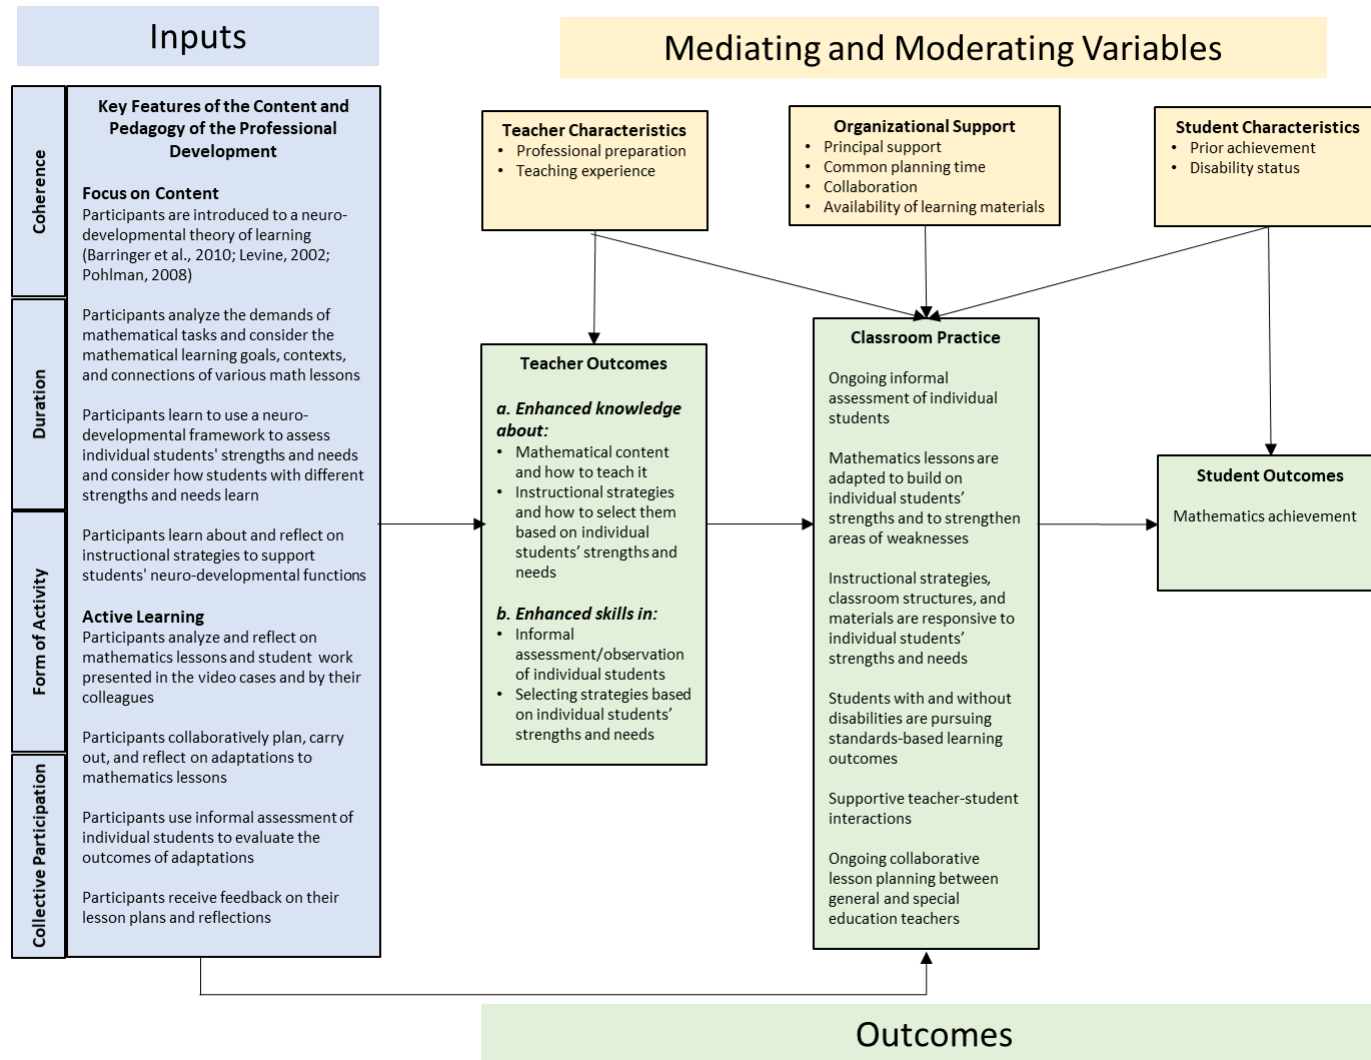 Inputs
Mediating and Moderating Variables
Coherence
Duration
Form of Activity
Collective Participation
Key Features of the Content and
Pedagogy of the Professional
Development
Focus on Content
Participants are introduced to a neuro-
developmental theory of learning
(Barringer et al., 2010; Levine, 2002;
Pohlman, 2008)
Participants analyze the demands of
mathematical tasks and consider the
mathematical learning goals, contexts,
and connections of various math lessons
Participants learn to use a neuro-
developmental framework to assess
individual students' strengths and needs
and consider how students with different
strengths and needs learn
Participants learn about and reflect on
instructional strategies to support
students' neuro-developmental functions
Active Learning
Participants analyze and reflect on
mathematics lessons and student work
presented in the video cases and by their
colleagues
Participants collaboratively plan, carry
out, and reflect on adaptations to
mathematics lessons
Participants use informal assessment of
individual students to evaluate the
outcomes of adaptations
Participants receive feedback on their
lesson plans and reflections
Teacher Characteristics
• Professional preparation
• Teaching experience
Organizational Support
• Principal support
• Common planning time
• Collaboration
• Availability of learning materials
Student Characteristics
• Prior achievement
• Disability status
Teacher Outcomes
a. Enhanced knowledge
about:
• Mathematical content
and how to teach it
• Instructional strategies
and how to select them
based on individual
students’ strengths and
needs
b. Enhanced skills in:
• Informal
assessment/observation
of individual students
• Selecting strategies based
on individual students’
strengths and needs
Classroom Practice
Ongoing informal
assessment of individual
students
Mathematics lessons are
adapted to build on
individual students’
strengths and to strengthen
areas of weaknesses
Instructional strategies,
classroom structures, and
materials are responsive to
individual students’
strengths and needs
Students with and without
disabilities are pursuing
standards-based learning
outcomes
Supportive teacher-student
interactions
Ongoing collaborative
lesson planning between
general and special
education teachers
Student Outcomes
Mathematics achievement
Outcomes